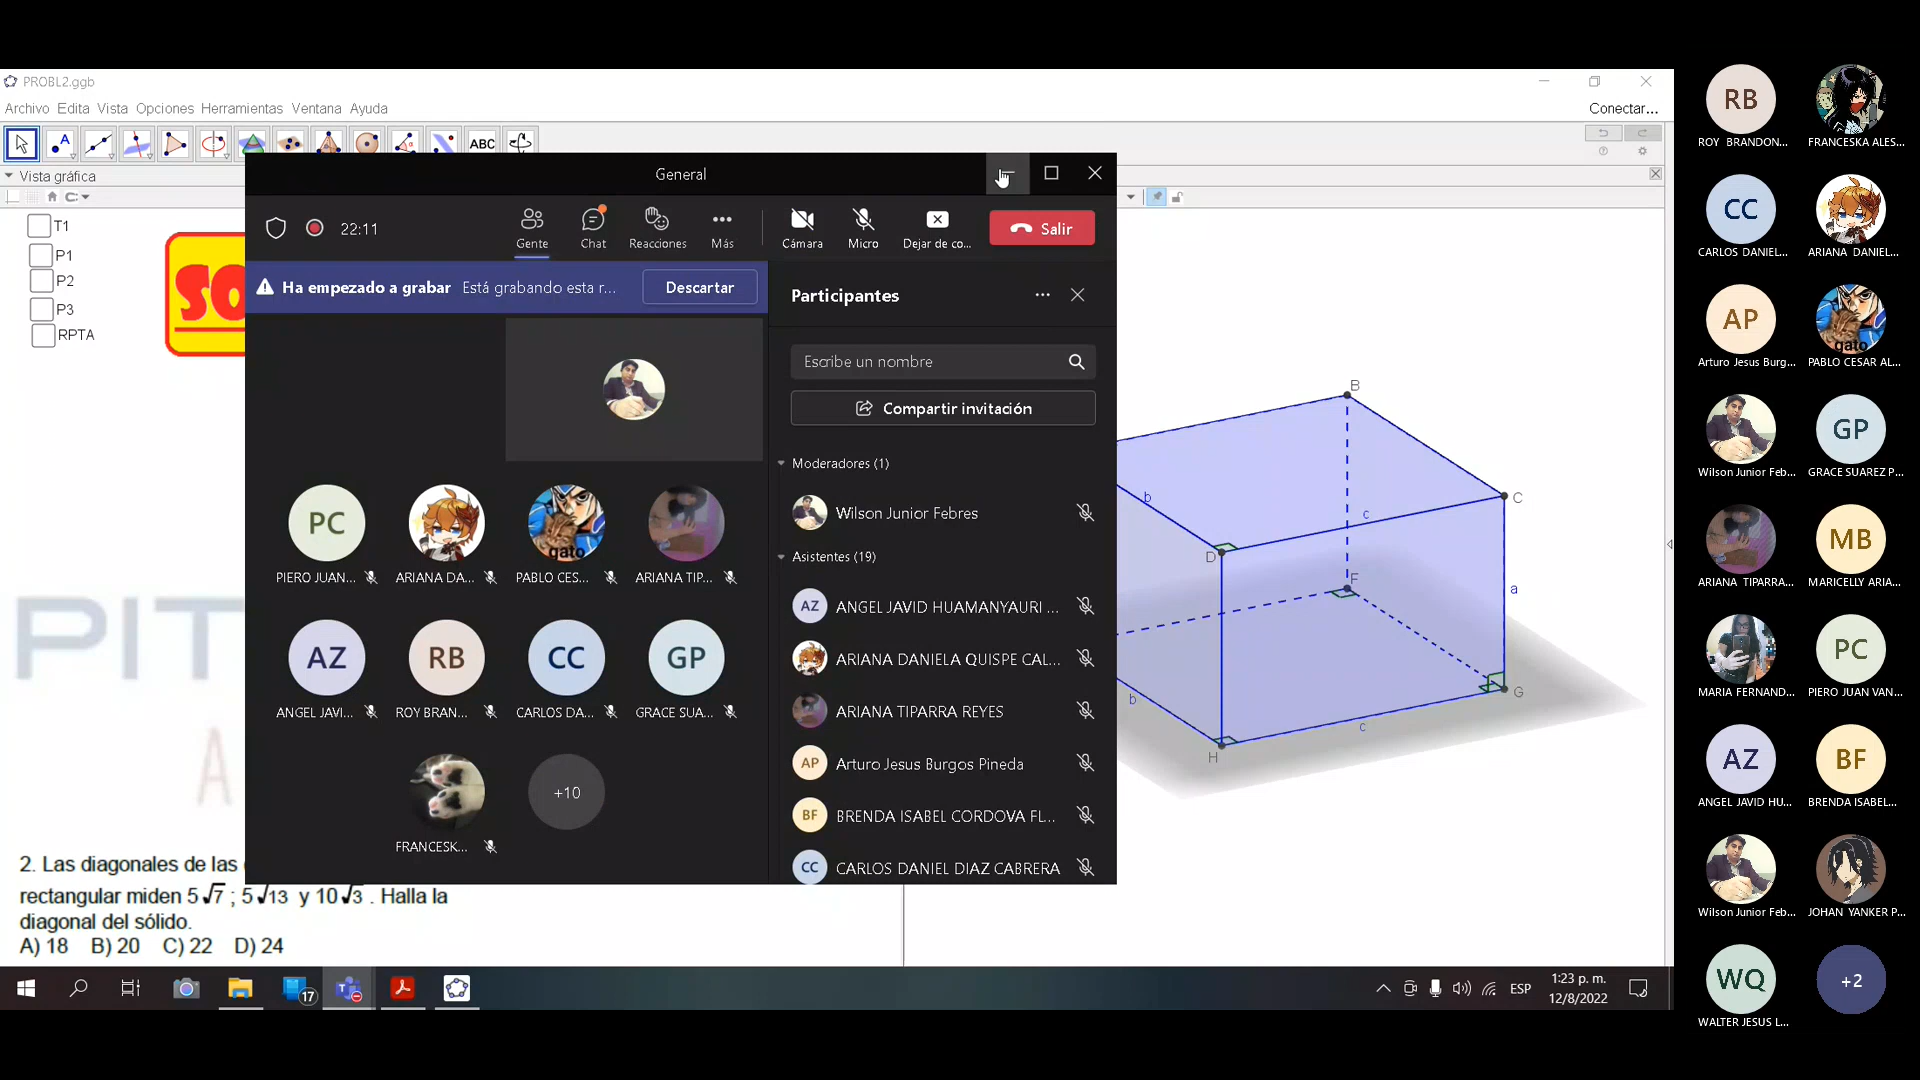 PROBL2.ggb
Archivo Edita Vista Opciones Herramientas Ventana Ayuda
Conectar...
ABC
Vista gráfica
T1
P1
P2
P3
RPTA
SO
PIT
A
General
22:11
Gente
Chat
Reacciones
Más
Cámara
Micro
Dejar de co...
Salir
Ha empezado a grabar Está grabando esta r...
Descartar
Participantes
Escribe un nombre
Compartir invitación
Moderadores (1)
Wilson Junior Febres
Asistentes (19)
AZ ANGEL JAVID HUAMANYAURI ...
ARIANA DANIELA QUISPE CAL...
ARIANA TIPARRA REYES
AP Arturo Jesus Burgos Pineda
BF BRENDA ISABEL CORDOVA FL...
CC CARLOS DANIEL DIAZ CABRERA
PC
gato
PIERO JUAN...
ARIANA DA...
PABLO CES...
ARIANA TIP...
AZ
RB
CC
GP
ANGEL JAVI...
ROY BRAN...
CARLOS DA...
GRACE SUA...
+10
FRANCESK...
B
C
b
c
D
F
a
b
G
c
H
2. Las diagonales de las
rectangular miden 5√7 ; 5√13 y 10√3 . Halla la
diagonal del sólido.
A) 18 B) 20 C) 22 D) 24
17
ESP
1:23 p. m.
12/8/2022
RB
ROY BRANDON...
FRANCESKA ALES...
CC
CARLOS DANIEL...
ARIANA DANIEL...
AP
gato
Arturo Jesus Burg...
PABLO CESAR AL...
GP
Wilson Junior Feb...
GRACE SUAREZ P...
MB
ARIANA TIPARRA...
MARICELLY ARIA...
PC
MARIA FERNAND...
PIERO JUAN VAN...
AZ
BF
ANGEL JAVID HU...
BRENDA ISABEL...
Wilson Junior Feb...
JOHAN YANKER P...
WQ
+2
WALTER JESUS L...